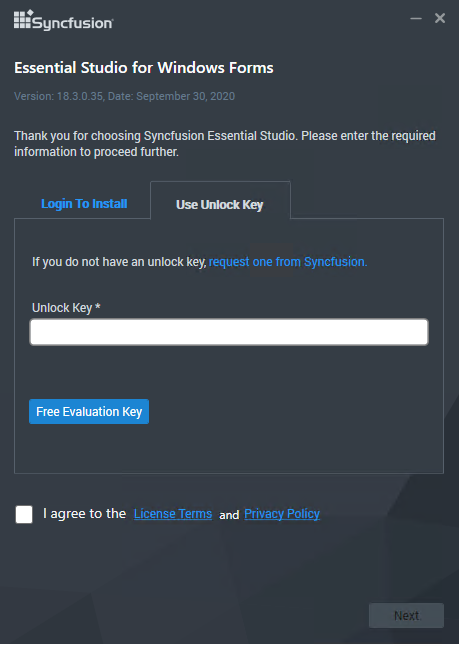 Syncfusion
Essential Studio for Windows Forms
Version: 18.3.0.35, Date: September 30, 2020
Thank you for choosing Syncfusion Essential Studio. Please enter the required
information to proceed further.
Login To Install
Use Unlock Key
If you do not have an unlock key, request one from Syncfusion.
Unlock Key *
Free Evaluation Key
I agree to the License Terms and Privacy Policy
Next